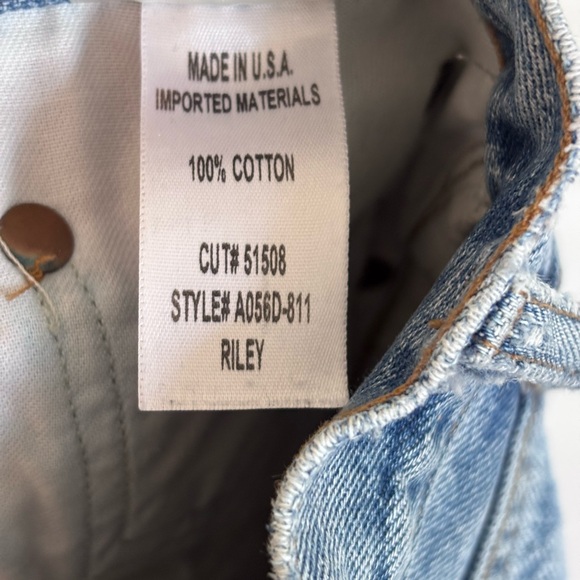 MADE IN U.S.A.
IMPORTED MATERIALS
100% COTTON
CUT# 51508
STYLE# A056D-811
RILEY